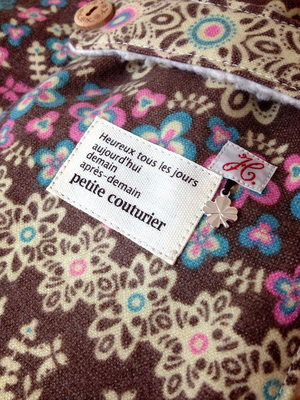 Heureux tous les jours
aujourd'hui
demain
après-demain
petite couturier
H